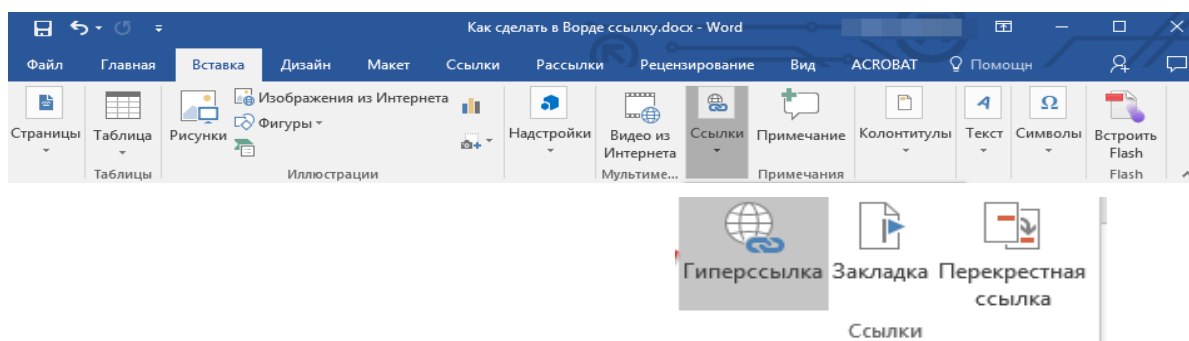 Как сделать в Ворде ссылку.docx - Word
Файл Главная Вставка Дизайн Макет Ссылки Рассылки Рецензирование Вид ACROBAT Помощн
Страницы Таблица Рисунки Изображения из Интернета Фигуры Надстройки Видео из Интернета Ссылки Примечание Колонтитулы Текст Символы Встроить Flash
Таблицы Иллюстрации Мультиме... Примечания Flash
Гиперссылка Закладка Перекрестная
ссылка
Ссылки